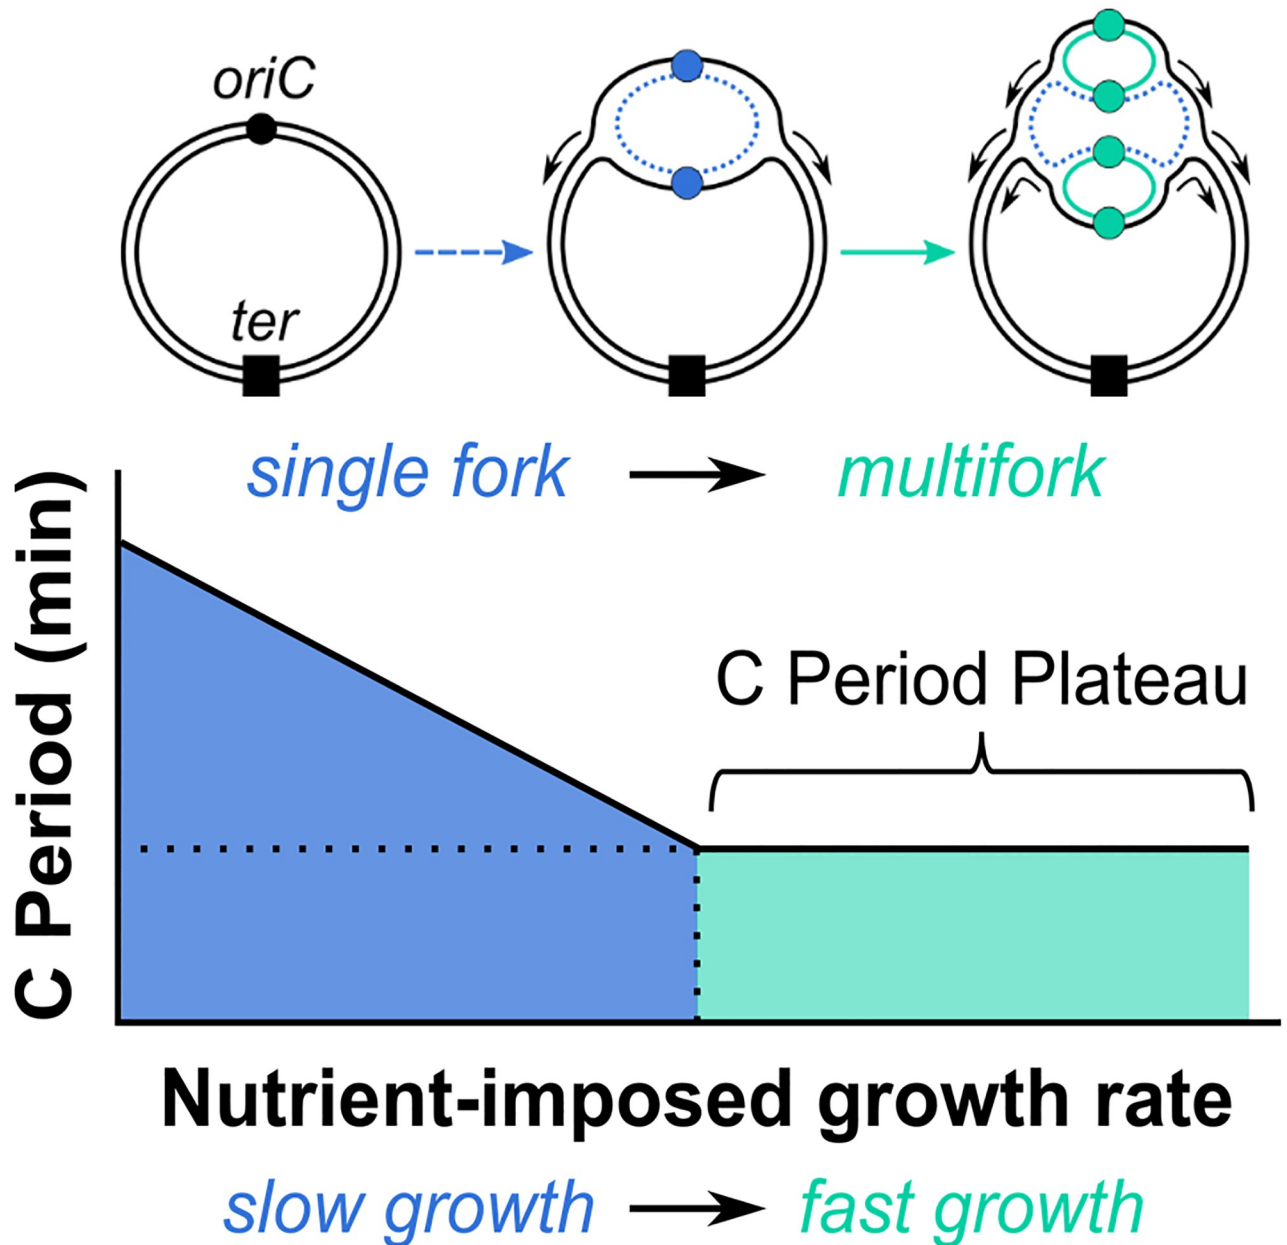 oriC
ter
single fork
multifork
C Period (min)
C Period Plateau
Nutrient-imposed growth rate
slow growth
fast growth